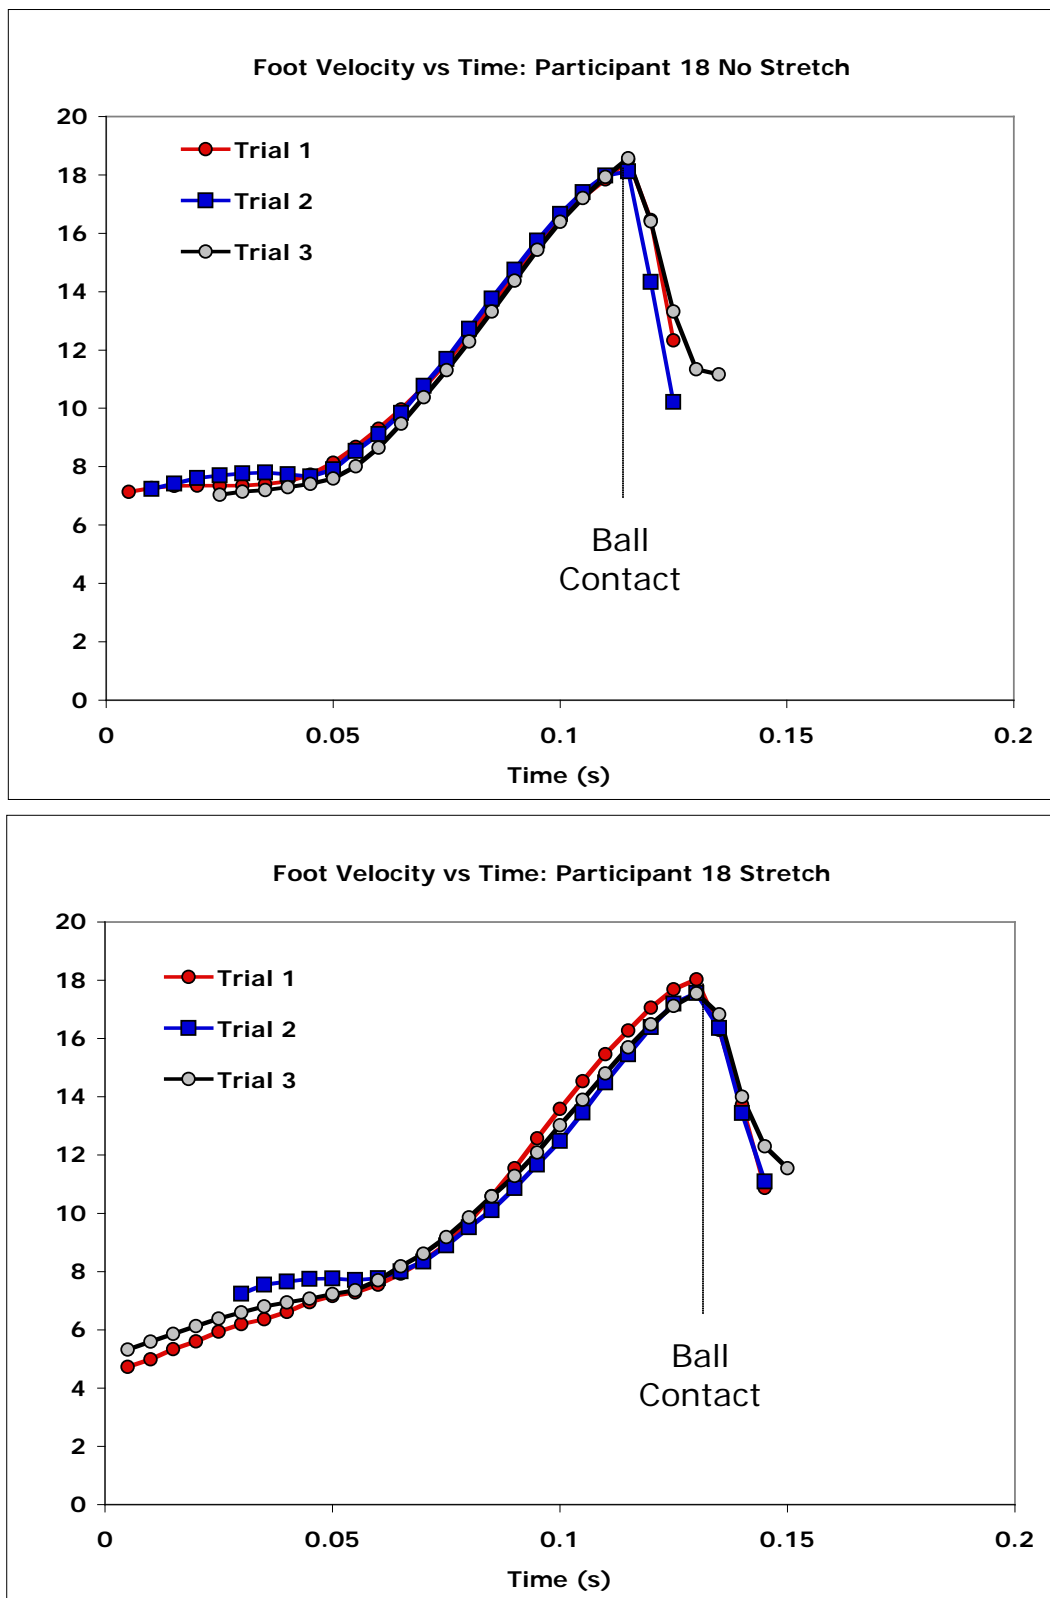 Foot Velocity vs Time: Participant 18 No Stretch
20
18
16
14
12
10
8
6
4
2
0
Trial 1
Trial 2
Trial 3
Ball
Contact
0 0.05 0.1 0.15 0.2
Time (s)
Foot Velocity vs Time: Participant 18 Stretch
20
18
16
14
12
10
8
6
4
2
0
Trial 1
Trial 2
Trial 3
Ball
Contact
0 0.05 0.1 0.15 0.2
Time (s)